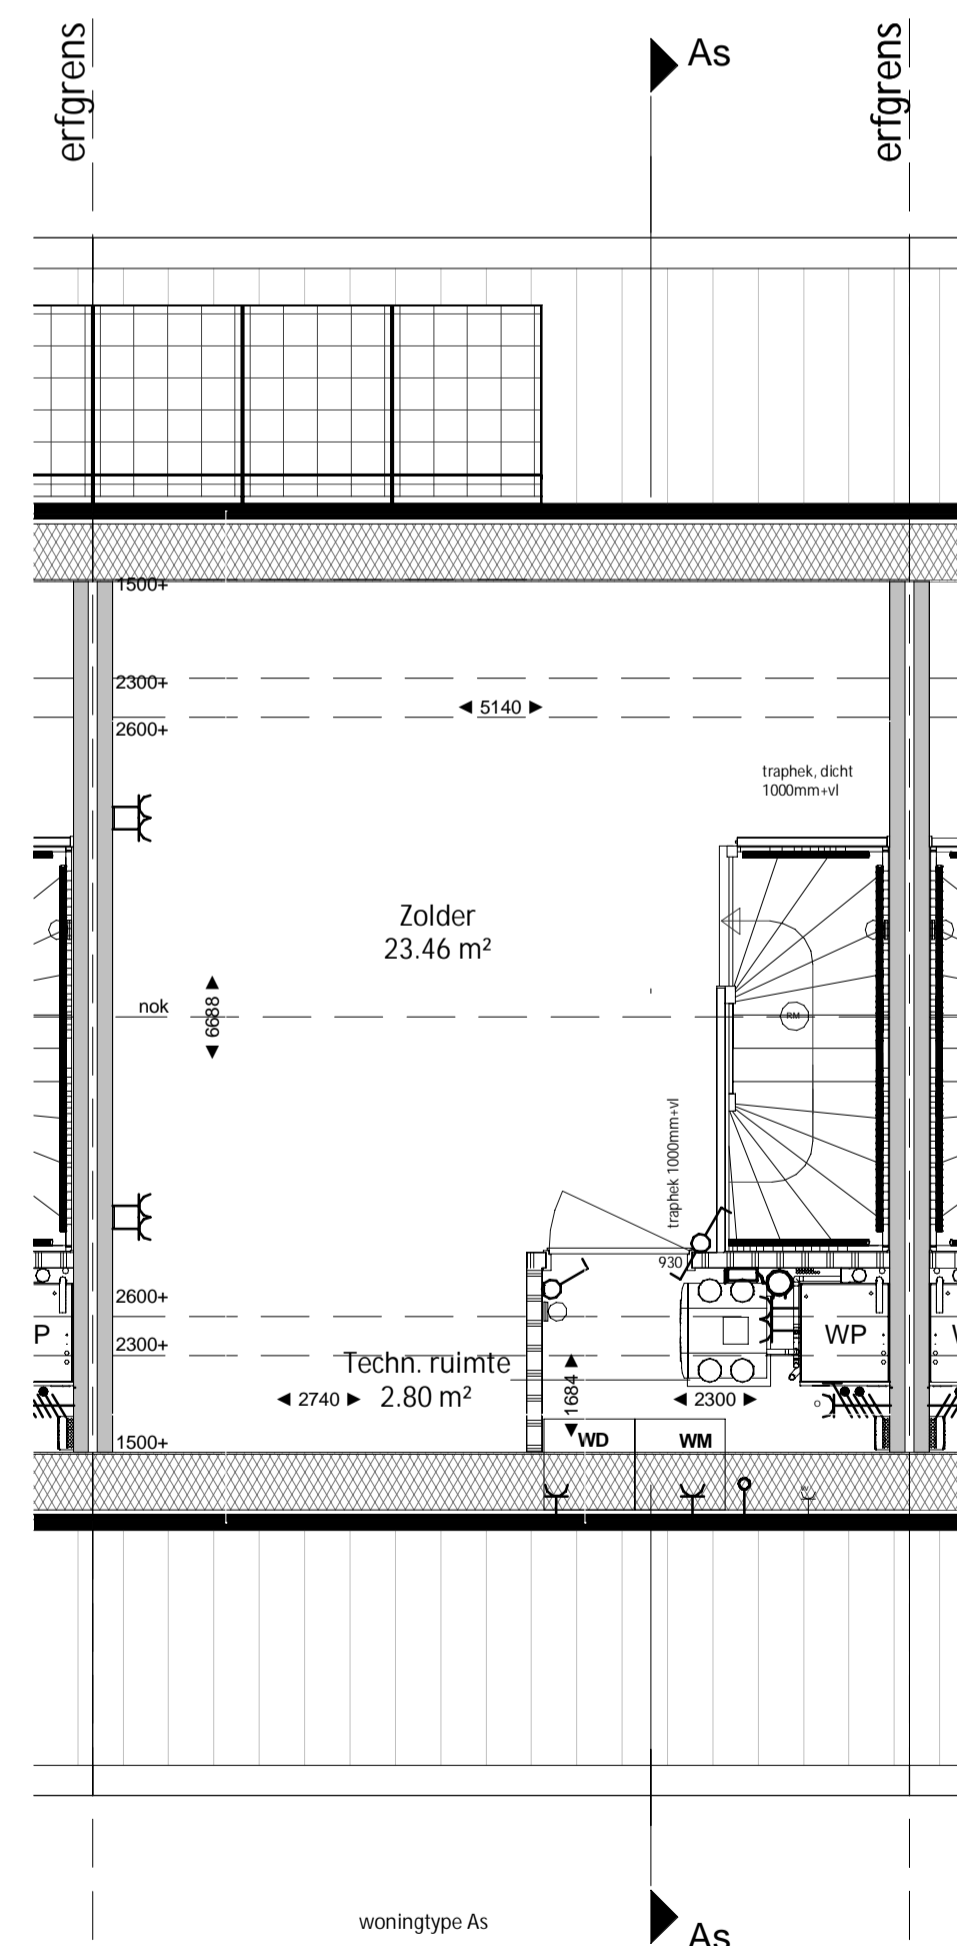 erfgrens
As
erfgrens
1500+
2300+
5140
2600+
traphek, dicht
1000mm+vl
Zolder
23.46 m²
nok
6688
RM
traphek 1000mm+vl
930
2600+
P
WP
2300+
Techn. ruimte
2.80 m²
2740
1684
2300
1500+
WD
WM
woningtype As
As